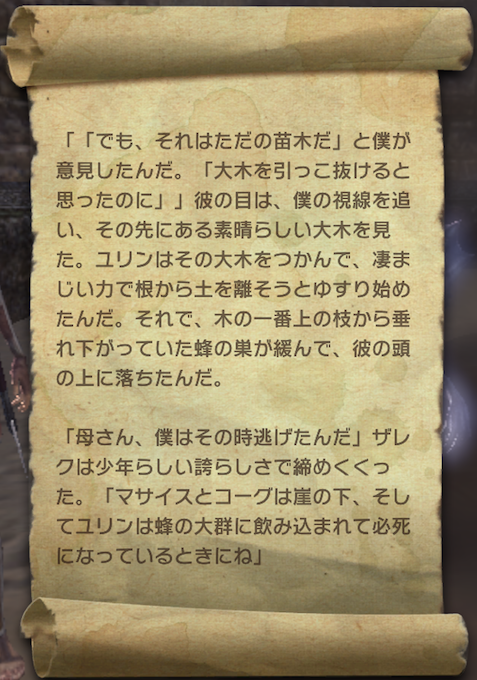 「「でも、それはただの苗木だ」と僕が
意見したんだ。「大木を引っこ抜けると
思ったのに」」彼の目は、僕の視線を追
い、その先にある素晴らしい大木を見
た。ユリンはその大木をつかんで、凄ま
じい力で根から土を離そうとゆすり始め
たんだ。それで、木の一番上の枝から垂
れ下がっていた蜂の巣が緩んで、彼の頭
の上に落ちたんだ。
「母さん、僕はその時逃げたんだ」ザレ
クは少年らしい誇らしさで締めくくっ
た。「マサイスとコーグは崖の下、そし
てユリンは蜂の大群に飲み込まれて必死
になっているときにね」